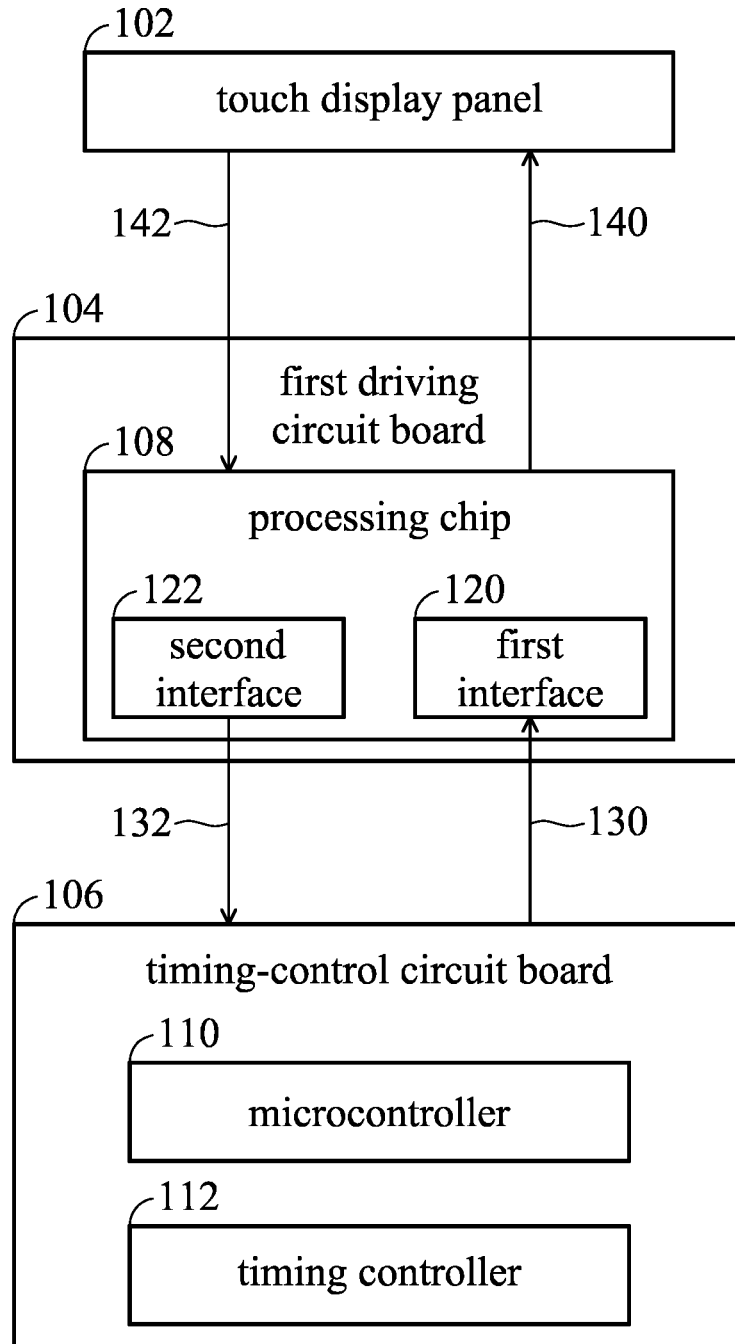 102
touch display panel
142
140
104
first driving
circuit board
108
processing chip
122
120
second
interface
first
interface
132
130
106
timing-control circuit board
110
microcontroller
112
timing controller